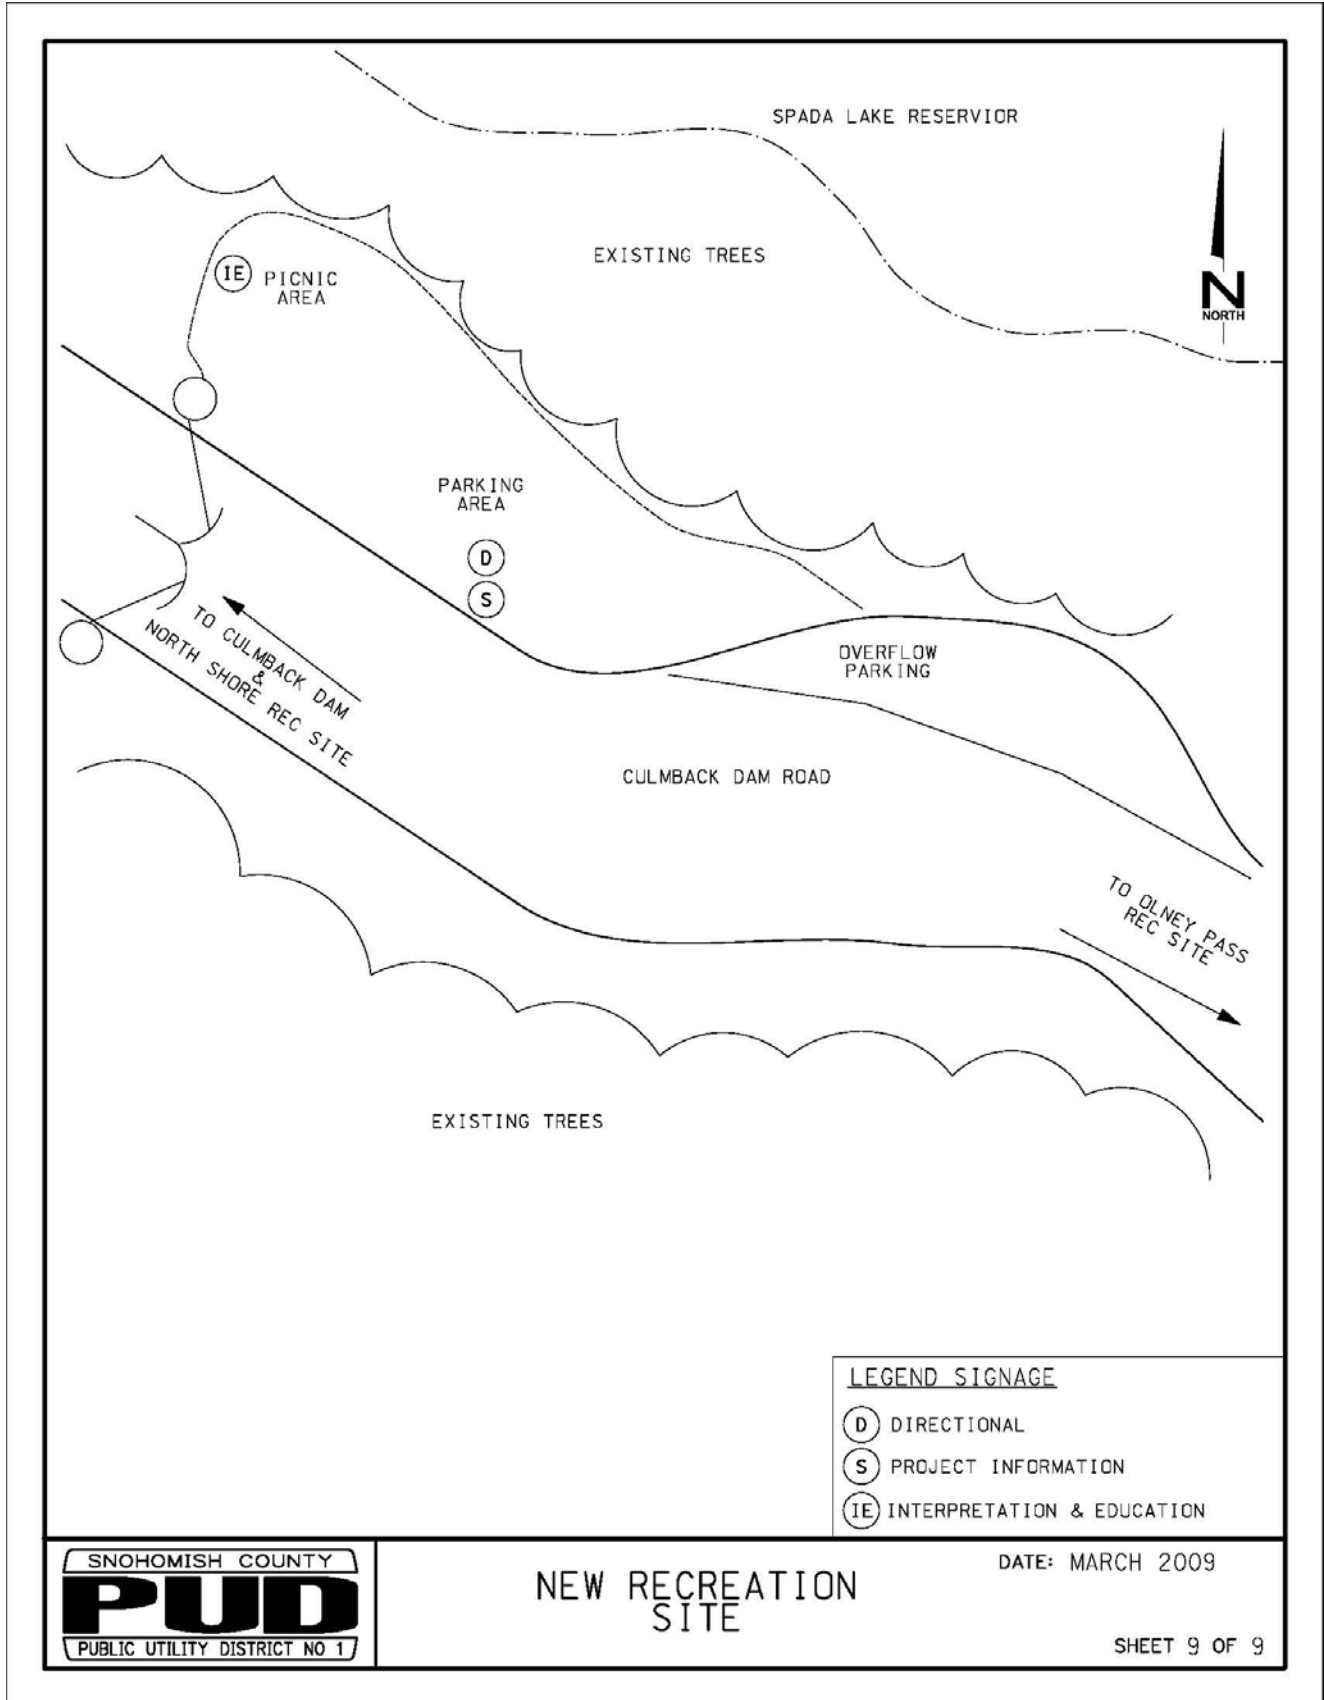 SPADA LAKE RESERVIOR
EXISTING TREES
N
NORTH
IE
PICNIC
AREA
PARKING
AREA
D
S
TO CULMBACK DAM
&
NORTH SHORE REC SITE
OVERFLOW
PARKING
CULMBACK DAM ROAD
TO OLNEY PASS
REC SITE
EXISTING TREES
LEGEND SIGNAGE
D DIRECTIONAL
S PROJECT INFORMATION
IE INTERPRETATION & EDUCATION
SNOHOMISH COUNTY
PUD
PUBLIC UTILITY DISTRICT NO 1
NEW RECREATION
SITE
DATE: MARCH 2009
SHEET 9 OF 9